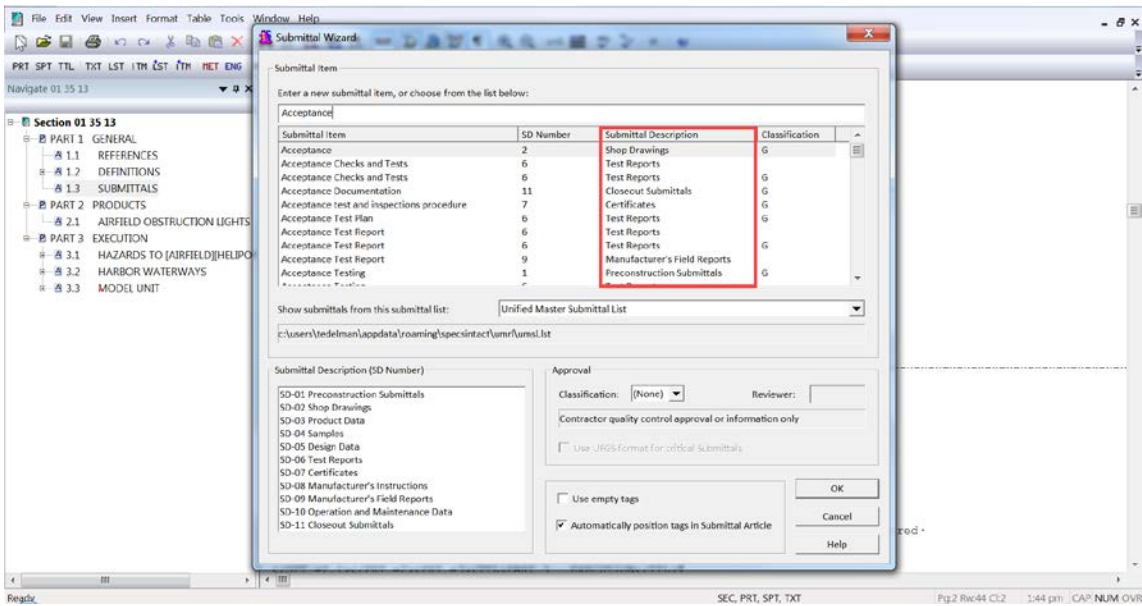 File Edit View Insert Format Table Tools Window Help
PRT SPT TTL TXT LST ITM LST ITM MET ENG
Navigate 01 35 13
Section 01 35 13
PART 1 GENERAL
1.1 REFERENCES
1.2 DEFINITIONS
1.3 SUBMITTALS
PART 2 PRODUCTS
2.1 AIRFIELD OBSTRUCTION LIGHTS
PART 3 EXECUTION
3.1 HAZARDS TO [AIRFIELD][HELIPO
3.2 HARBOR WATERWAYS
3.3 MODEL UNIT
Submittal Wizard
Submittal Item
Enter a new submittal item, or choose from the list below:
Acceptance
Submittal Item SD Number Submittal Description Classification
Acceptance 2 Shop Drawings G
Acceptance Checks and Tests 6 Test Reports
Acceptance Checks and Tests 6 Test Reports G
Acceptance Documentation 11 Closeout Submittals G
Acceptance test and inspections procedure 7 Certificates G
Acceptance Test Plan 6 Test Reports G
Acceptance Test Report 6 Test Reports
Acceptance Test Report 6 Test Reports G
Acceptance Test Report 9 Manufacturer's Field Reports
Acceptance Testing 1 Preconstruction Submittals G
Show submittals from this submittal list: Unified Master Submittal List
c:\users\tedelman\appdata\roaming\specsintact\umrl\umsl.lst
Submittal Description (SD Number)
SD-01 Preconstruction Submittals
SD-02 Shop Drawings
SD-03 Product Data
SD-04 Samples
SD-05 Design Data
SD-06 Test Reports
SD-07 Certificates
SD-08 Manufacturer's Instructions
SD-09 Manufacturer's Field Reports
SD-10 Operation and Maintenance Data
SD-11 Closeout Submittals
Approval
Classification: (None) Reviewer:
Contractor quality control approval or information only
Use UFGS format for critical Submittals
Use empty tags
Automatically position tags in Submittal Article
OK
Cancel
Help
red.
Ready SEC, PRT, SPT, TXT Pg:2 Rw:44 Cl:2 1:44 pm CAP NUM OVR